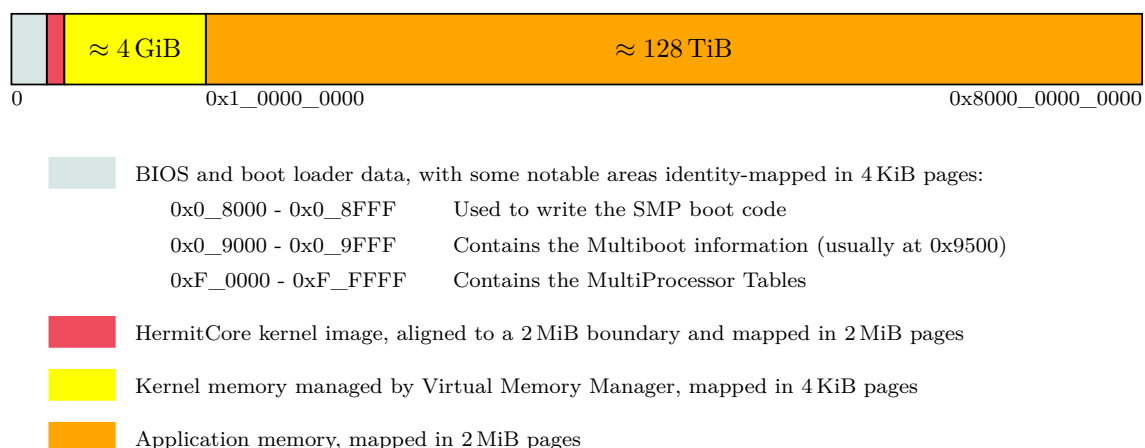 ≈ 4 GiB ≈ 128 TiB
0 0x1_0000_0000 0x8000_0000_0000
BIOS and boot loader data, with some notable areas identity-mapped in 4 KiB pages:
0x0_8000 - 0x0_8FFF Used to write the SMP boot code
0x0_9000 - 0x0_9FFF Contains the Multiboot information (usually at 0x9500)
0xF_0000 - 0xF_FFFF Contains the MultiProcessor Tables
HermitCore kernel image, aligned to a 2 MiB boundary and mapped in 2 MiB pages
Kernel memory managed by Virtual Memory Manager, mapped in 4 KiB pages
Application memory, mapped in 2 MiB pages